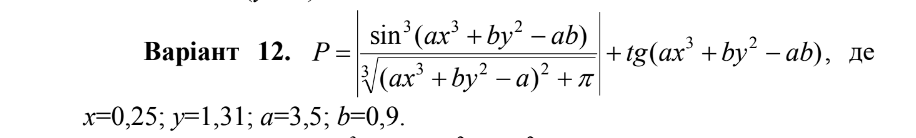 Варіант 12. P = |sin³(ax³ + by² − ab) / ∛((ax³ + by² − a)² + π)| + tg(ax³ + by² − ab), де
x=0,25; y=1,31; a=3,5; b=0,9.